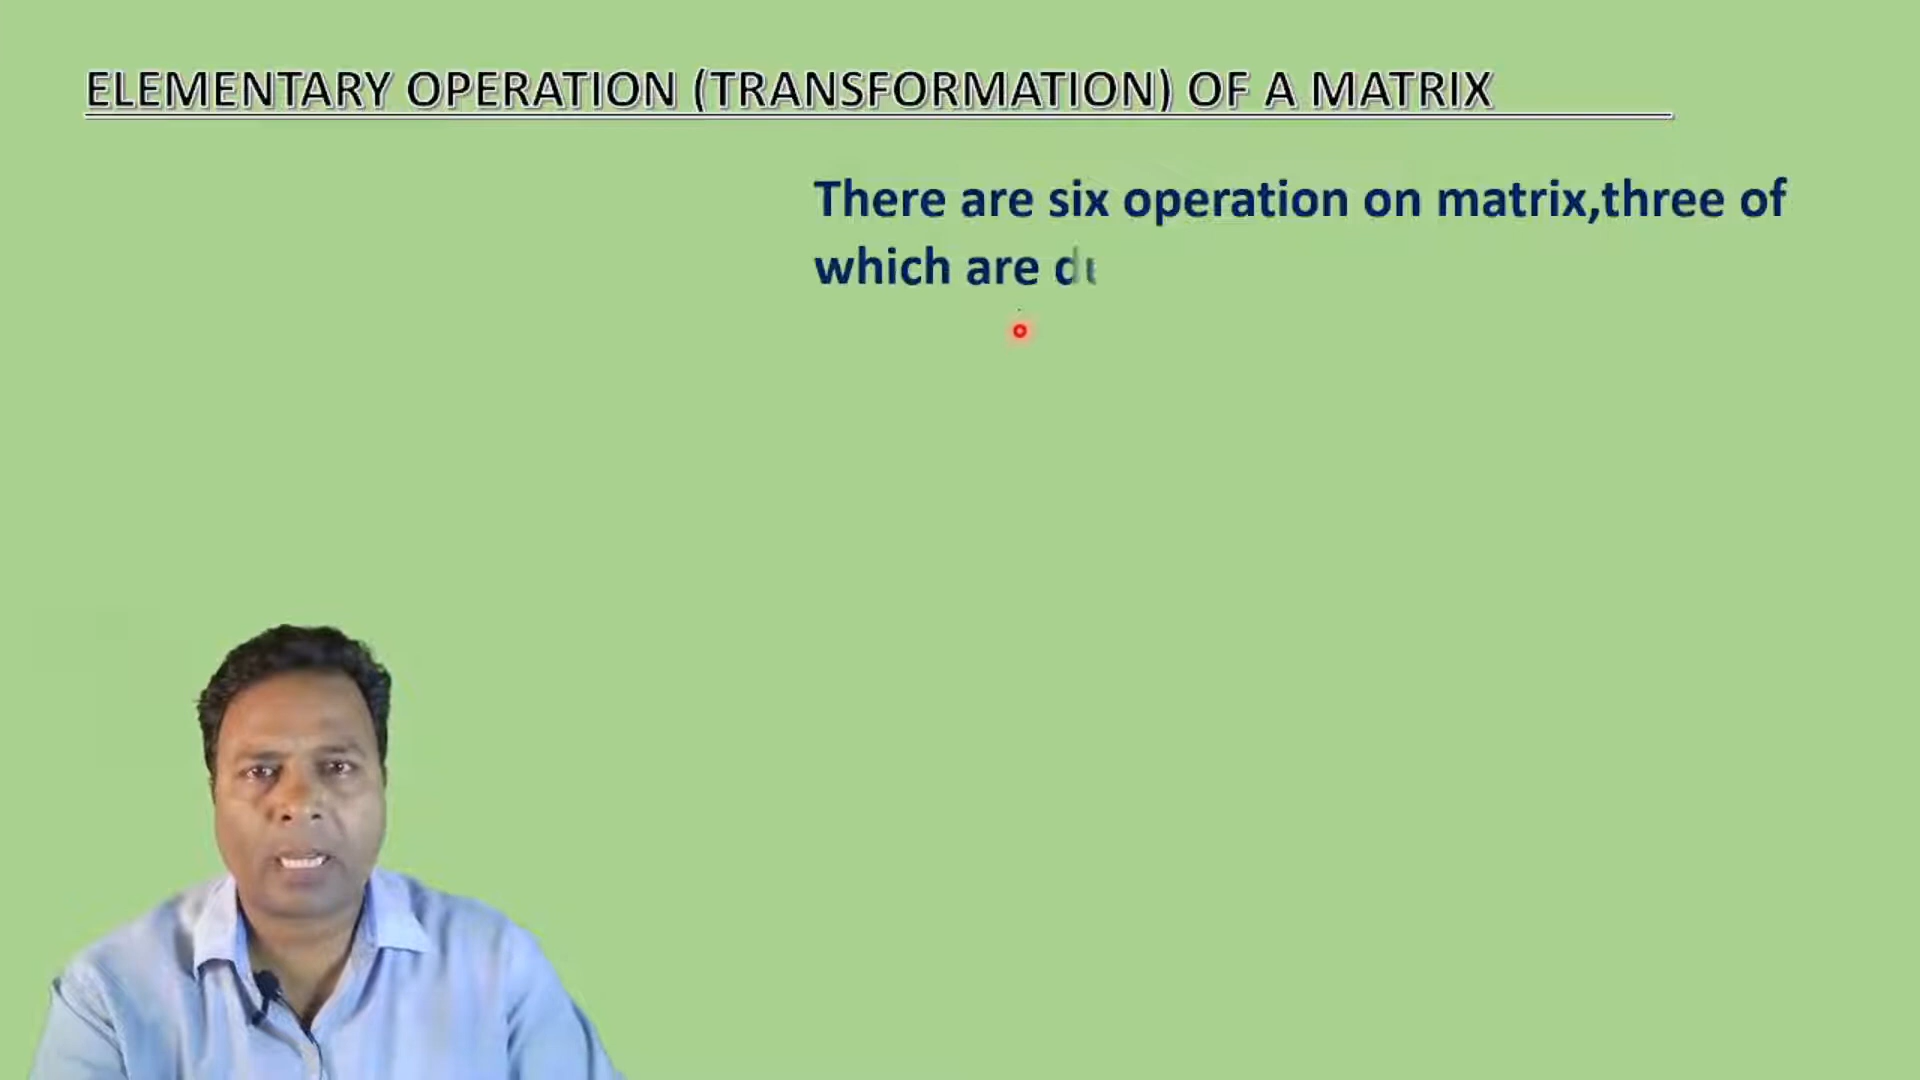 ELEMENTARY OPERATION (TRANSFORMATION) OF A MATRIX
There are six operation on matrix,three of
which are